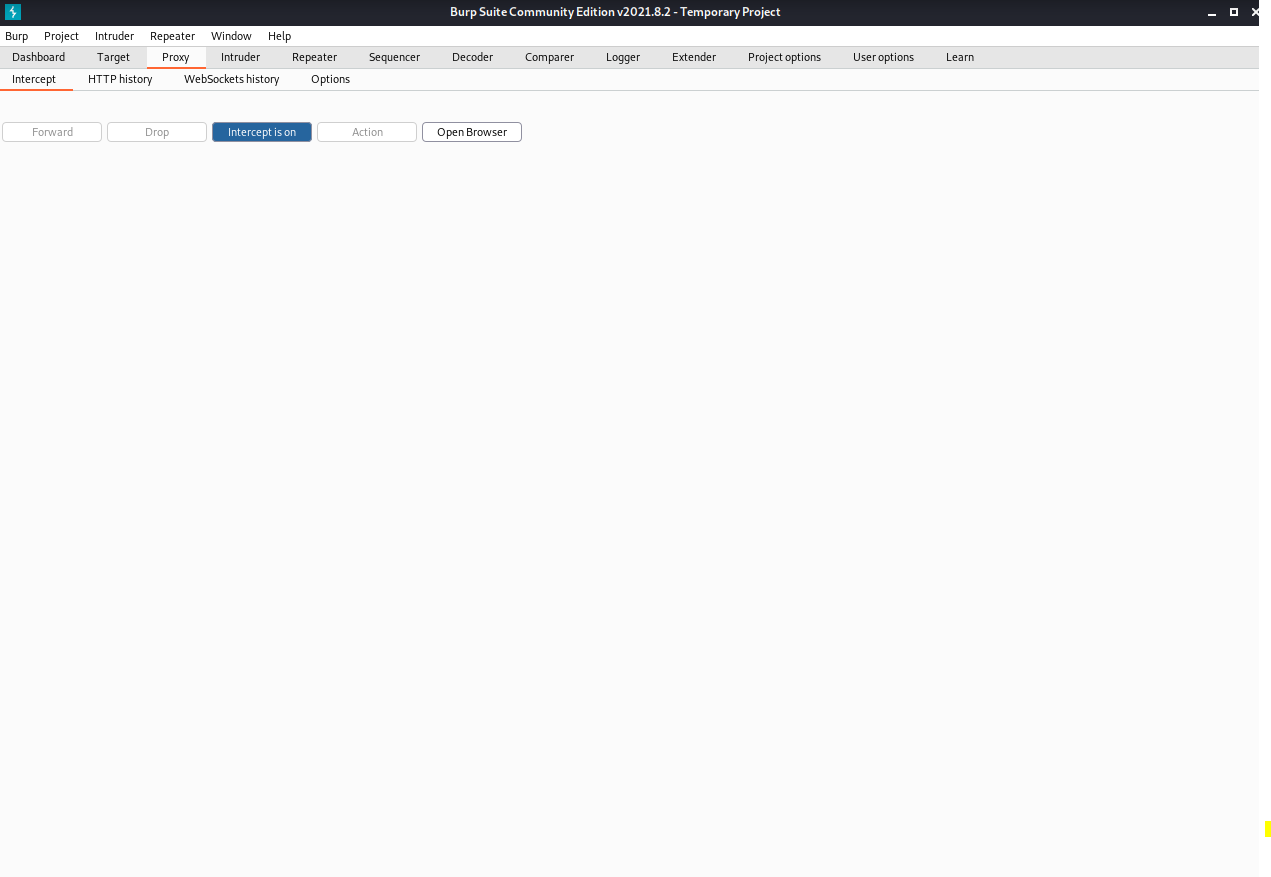 Burp Suite Community Edition v2021.8.2 - Temporary Project
Burp Project Intruder Repeater Window Help
Dashboard Target Proxy Intruder Repeater Sequencer Decoder Comparer Logger Extender Project options User options Learn
Intercept HTTP history WebSockets history Options
Forward Drop Intercept is on Action Open Browser